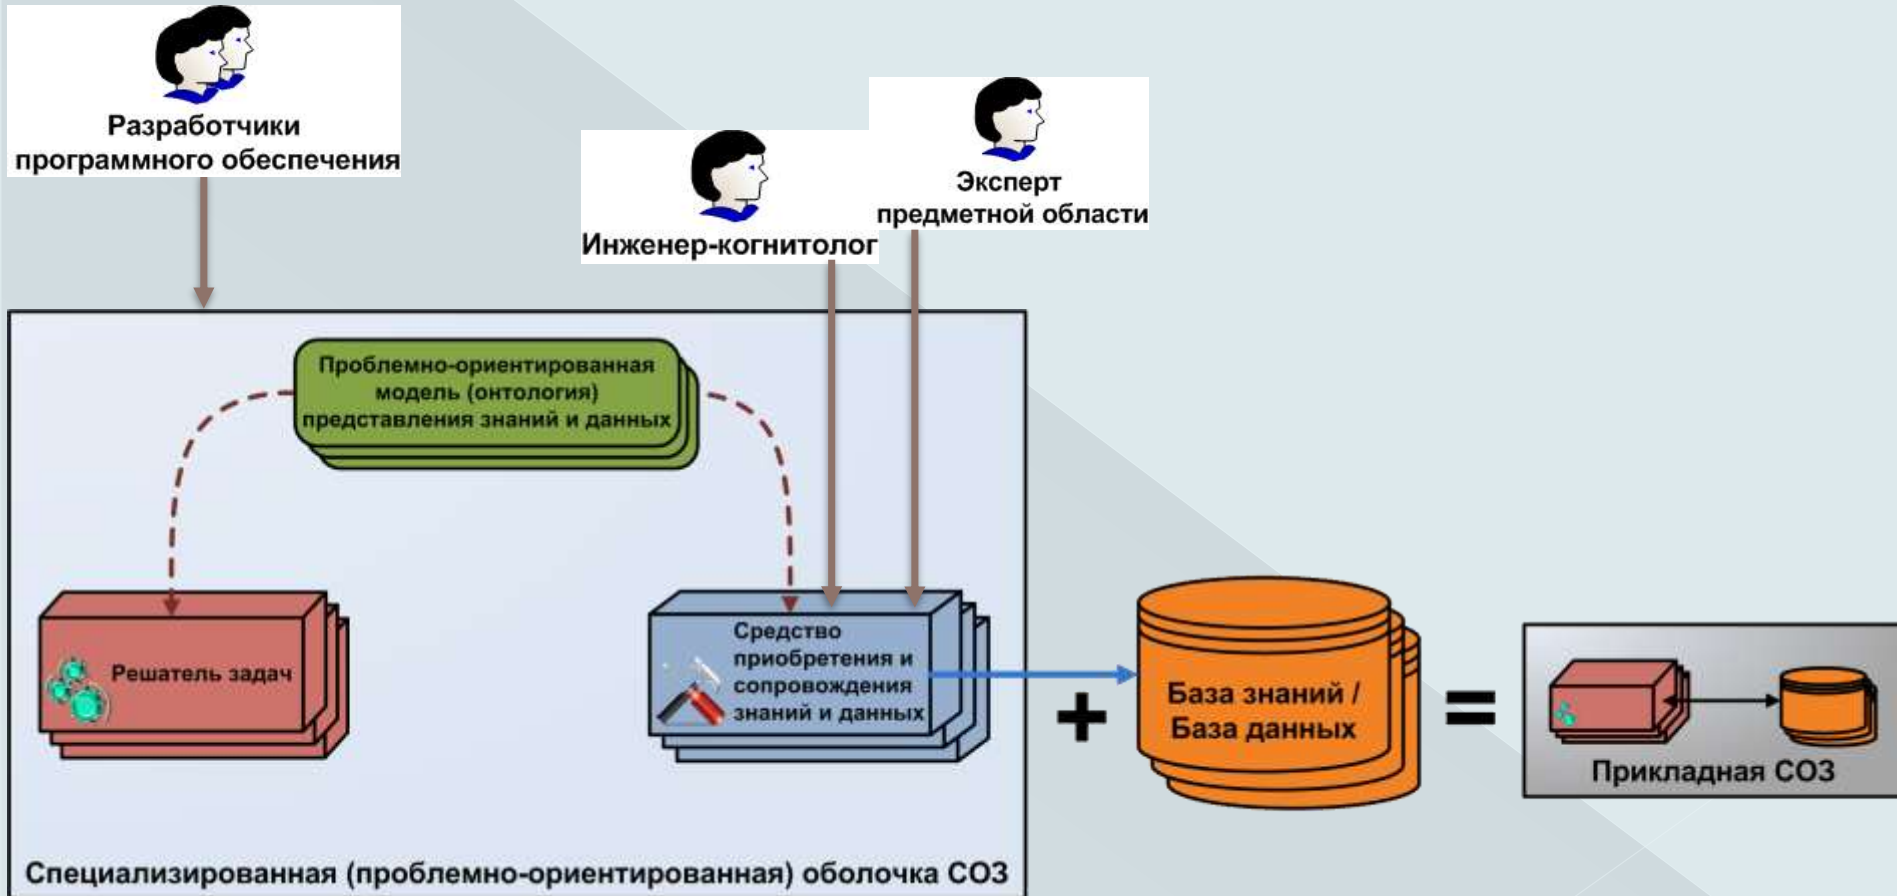 Разработчики
программного обеспечения
Инженер-когнитолог
Эксперт
предметной области
Проблемно-ориентированная
модель (онтология)
представления знаний и данных
Решатель задач
Средство
приобретения и
сопровождения
знаний и данных
+
База знаний /
База данных
=
Прикладная СОЗ
Специализированная (проблемно-ориентированная) оболочка СОЗ